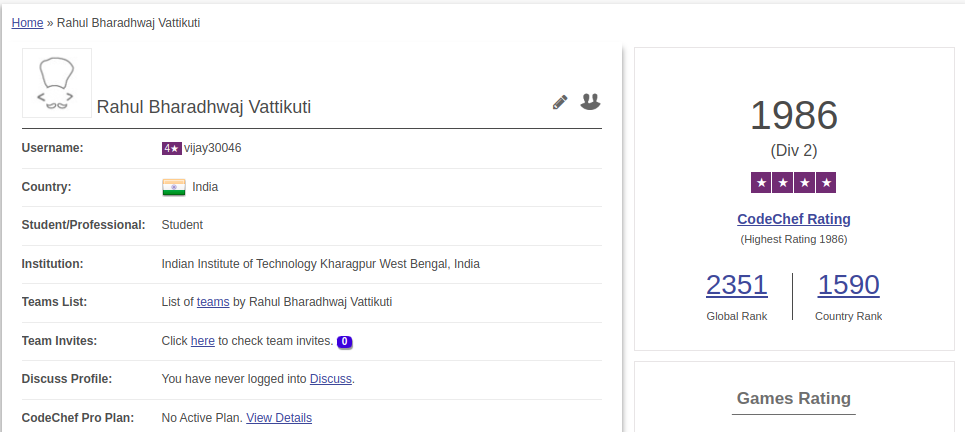 Home » Rahul Bharadhwaj Vattikuti
Rahul Bharadhwaj Vattikuti
Username: 4★ vijay30046
Country: India
Student/Professional: Student
Institution: Indian Institute of Technology Kharagpur West Bengal, India
Teams List: List of teams by Rahul Bharadhwaj Vattikuti
Team Invites: Click here to check team invites. 0
Discuss Profile: You have never logged into Discuss.
CodeChef Pro Plan: No Active Plan. View Details
1986
(Div 2)
★★★★
CodeChef Rating
(Highest Rating 1986)
2351 1590
Global Rank Country Rank
Games Rating